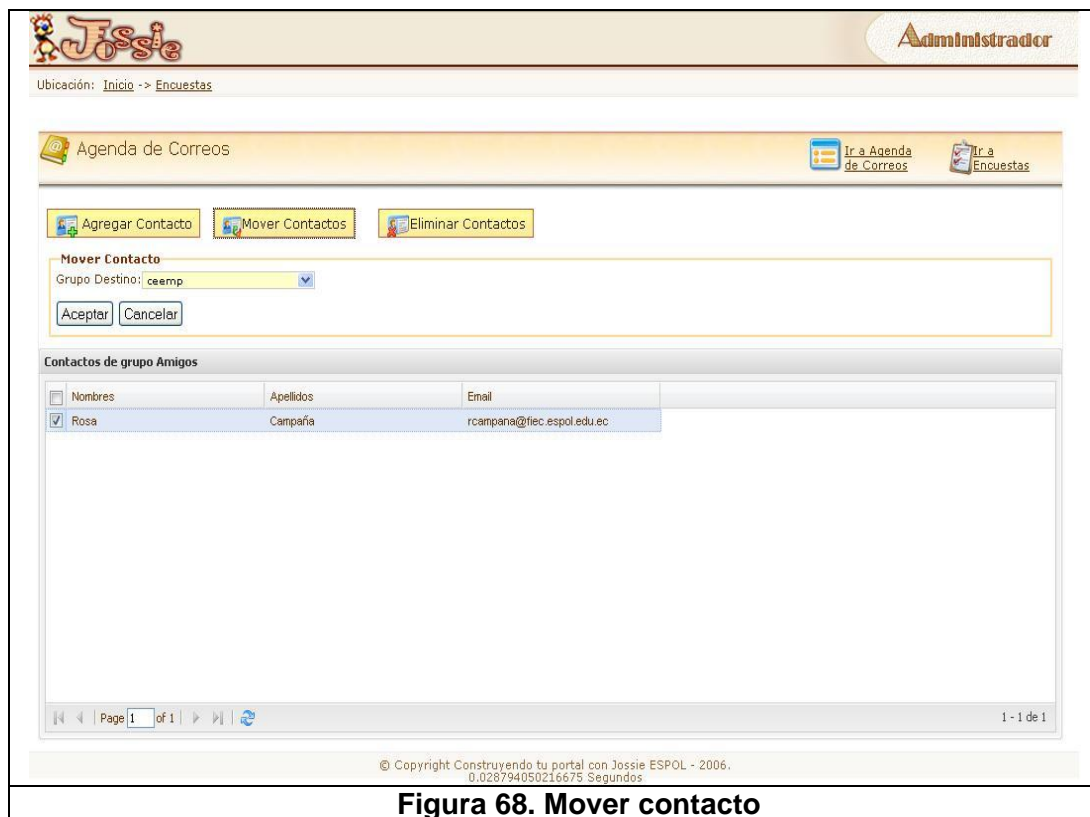 Jossie Administrador
Ubicación: Inicio -> Encuestas
Agenda de Correos
Ir a Agenda de Correos
Ir a Encuestas
Agregar Contacto Mover Contactos Eliminar Contactos
Mover Contacto
Grupo Destino: ceemp
Aceptar Cancelar
Contactos de grupo Amigos
Nombres Apellidos Email
Rosa Campaña rcampana@fiec.espol.edu.ec
Page 1 of 1 1 - 1 de 1
© Copyright Construyendo tu portal con Jossie ESPOL - 2006.
0.028794050216675 Segundos
Figura 68. Mover contacto